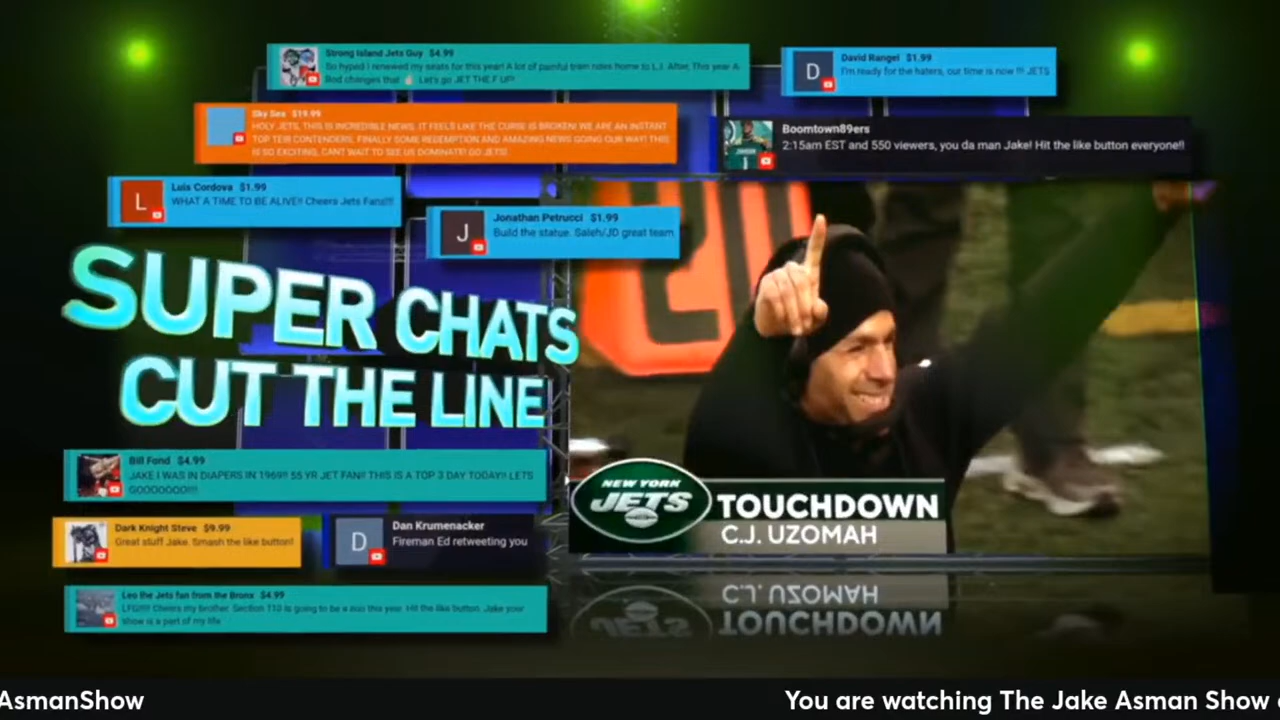 Strong Island Jets Guy $4.99
So hyped I renewed my seats for this year! A lot of painful train rides home to L.I. After, This year A
Rod changes that Let's go JET THE F UP!
David Rangel $1.99
I'm ready for the haters, our time is now !!! JETS
Sky Sea $19.99
HOLY JETS, THIS IS INCREDIBLE NEWS. IT FEELS LIKE THE CURSE IS BROKEN! WE ARE AN INSTANT
TOP TEIR CONTENDERS. FINALLY SOME REDEMPTION AND AMAZING NEWS GOING OUR WAY! THIS
IS SO EXCITING, CANT WAIT TO SEE US DOMINATE! GO JETS!
Boomtown89ers
2:15am EST and 550 viewers, you da man Jake! Hit the like button everyone!!
L
Luis Cordova $1.99
WHAT A TIME TO BE ALIVE!! Cheers Jets Fans!!!
J
Jonathan Petrucci $1.99
Build the statue. Saleh/JD great team
D
SUPER CHATS
CUT THE LINE
Bill Fond $4.99
JAKE I WAS IN DIAPERS IN 1969!! 55 YR JET FAN!! THIS IS A TOP 3 DAY TODAY!! LETS
GOOOOOOO!!!!
NEW YORK
JETS
TOUCHDOWN
C.J. UZOMAH
Dark Knight Steve $9.99
Great stuff Jake. Smash the like button!
D
Dan Krumenacker
Fireman Ed retweeting you
Leo the Jets fan from the Bronx $4.99
LFG!!!! Cheers my brother. Section 110 is going to be a zoo this year. Hit the like button. Jake your
show is a part of my life
AsmanShow
You are watching The Jake Asman Show